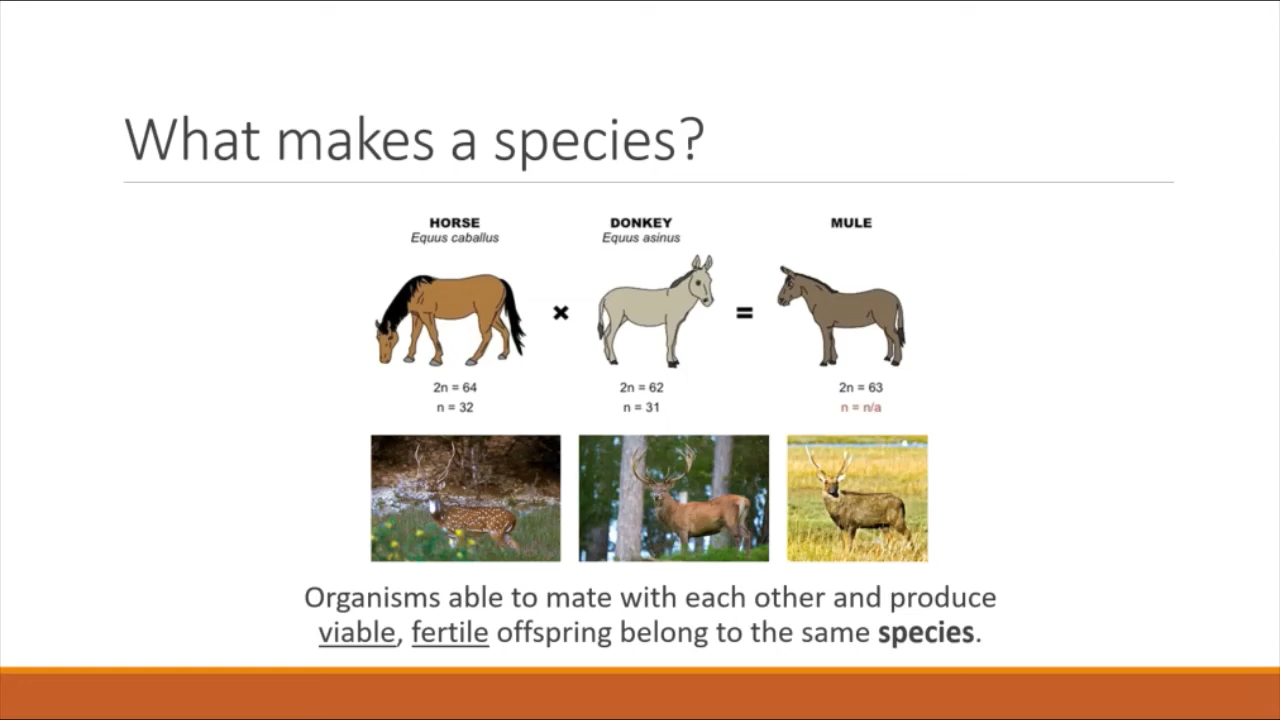 What makes a species?
HORSE
Equus caballus
DONKEY
Equus asinus
MULE
×
=
2n = 64
n = 32
2n = 62
n = 31
2n = 63
n = n/a
Organisms able to mate with each other and produce
viable, fertile offspring belong to the same species.